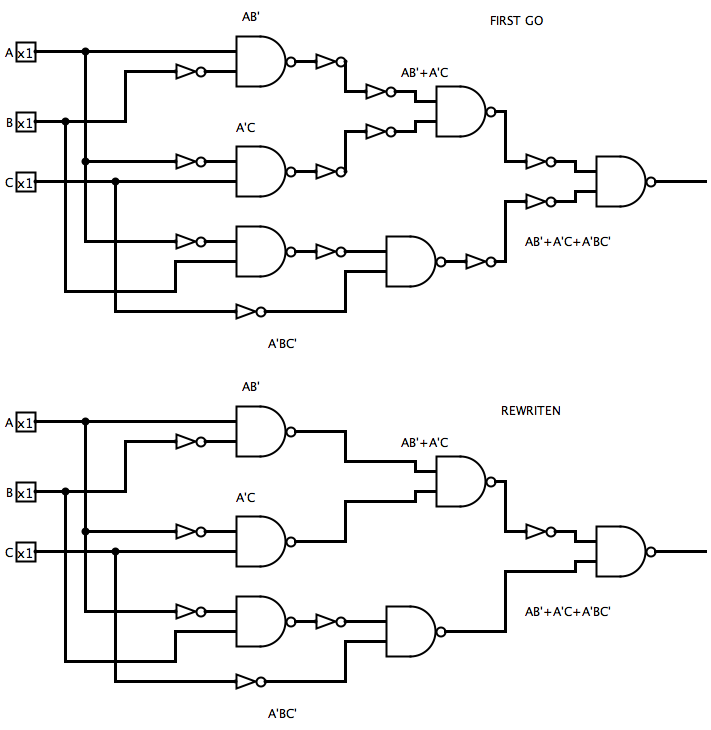 AB'
FIRST GO
A x1
AB'+A'C
B x1
A'C
C x1
AB'+A'C+A'BC'
A'BC'
AB'
REWRITEN
A x1
AB'+A'C
B x1
A'C
C x1
AB'+A'C+A'BC'
A'BC'